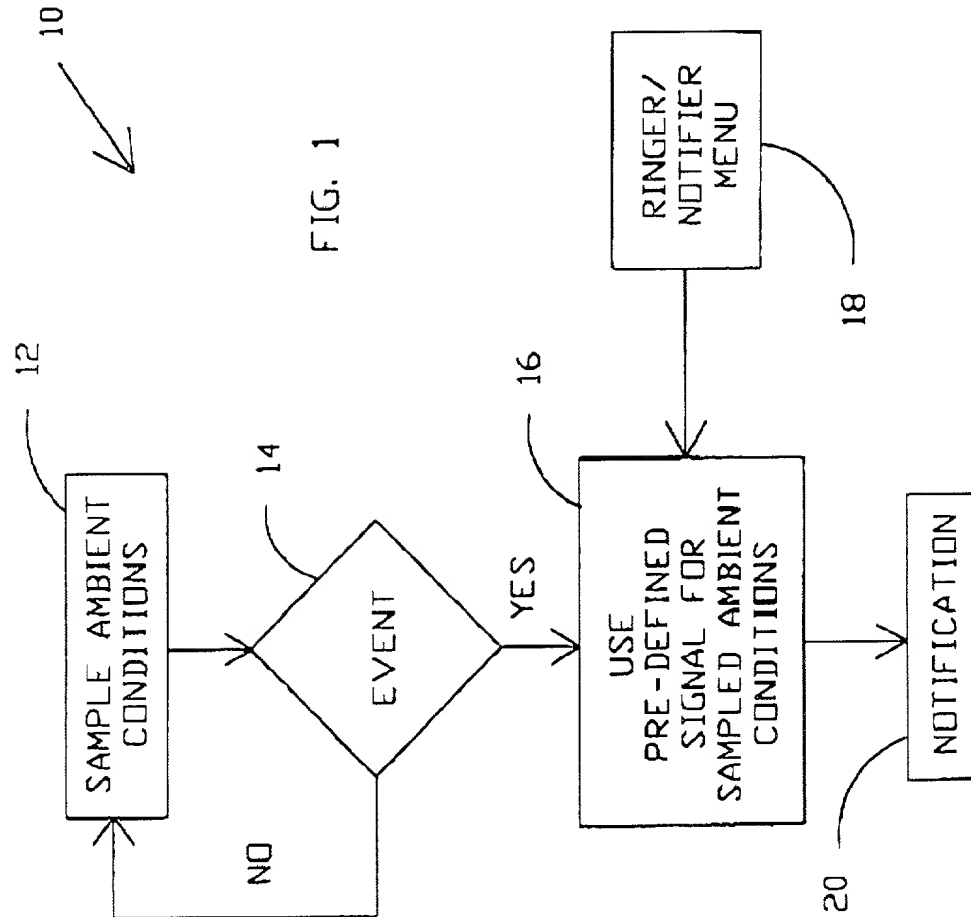 10
FIG. 1
12
SAMPLE AMBIENT
CONDITIONS
14
EVENT
NO
YES
16
USE
PRE-DEFINED
SIGNAL FOR
SAMPLED AMBIENT
CONDITIONS
RINGER/
NOTIFIER
MENU
18
NOTIFICATION
20